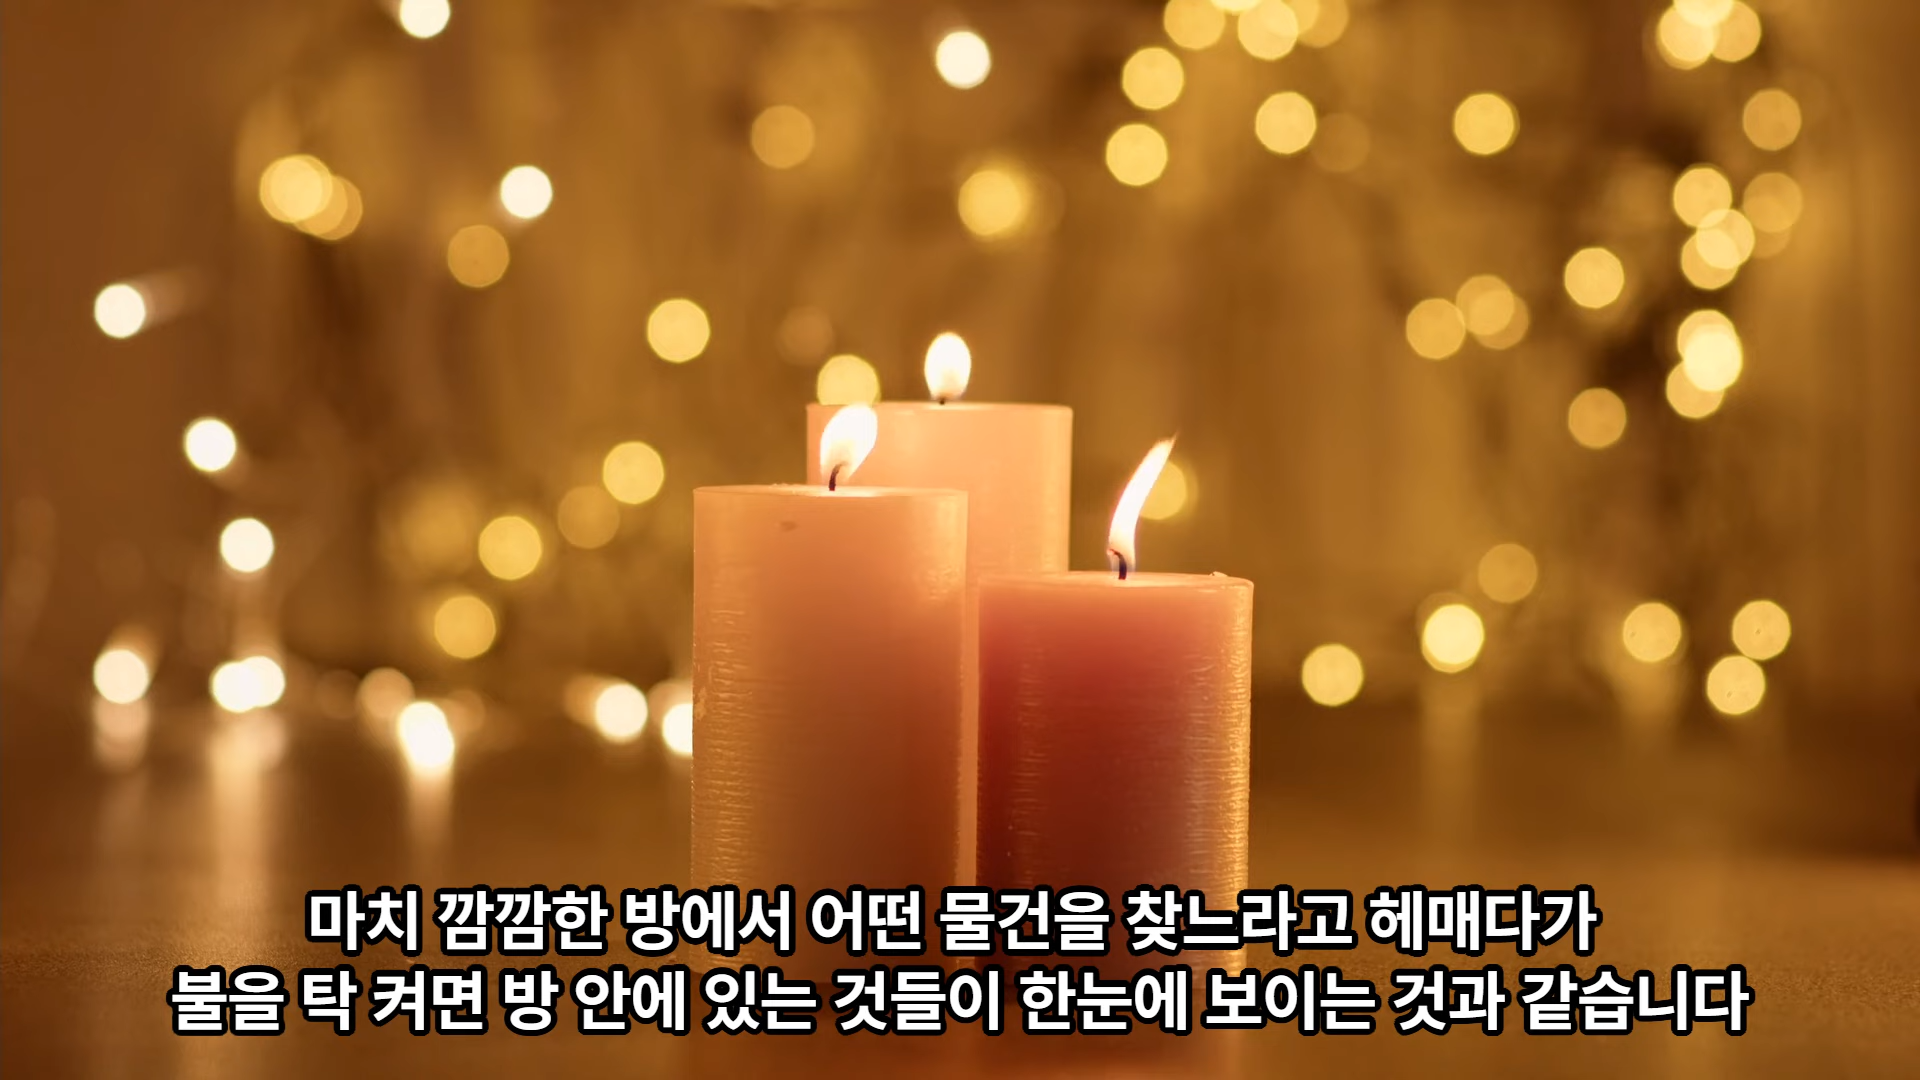 마치 깜깜한 방에서 어떤 물건을 찾느라고 헤매다가
불을 탁 켜면 방 안에 있는 것들이 한눈에 보이는 것과 같습니다